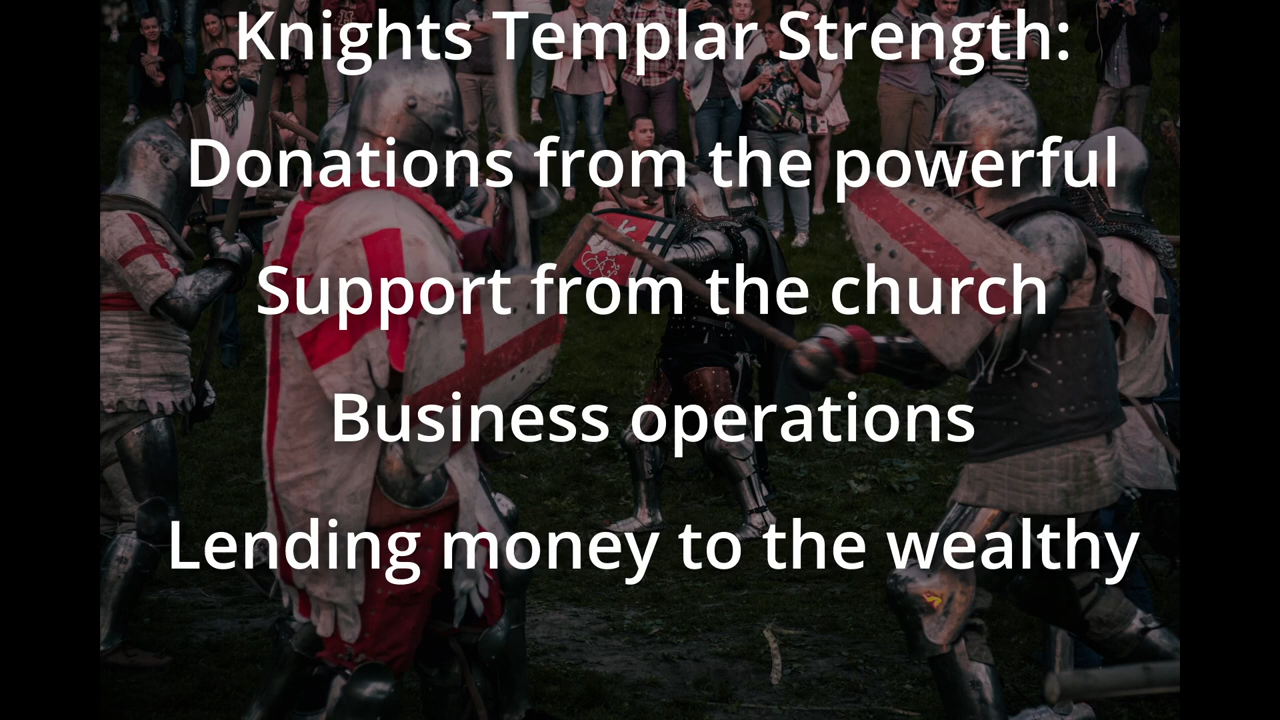 Knights Templar Strength:
Donations from the powerful
Support from the church
Business operations
Lending money to the wealthy